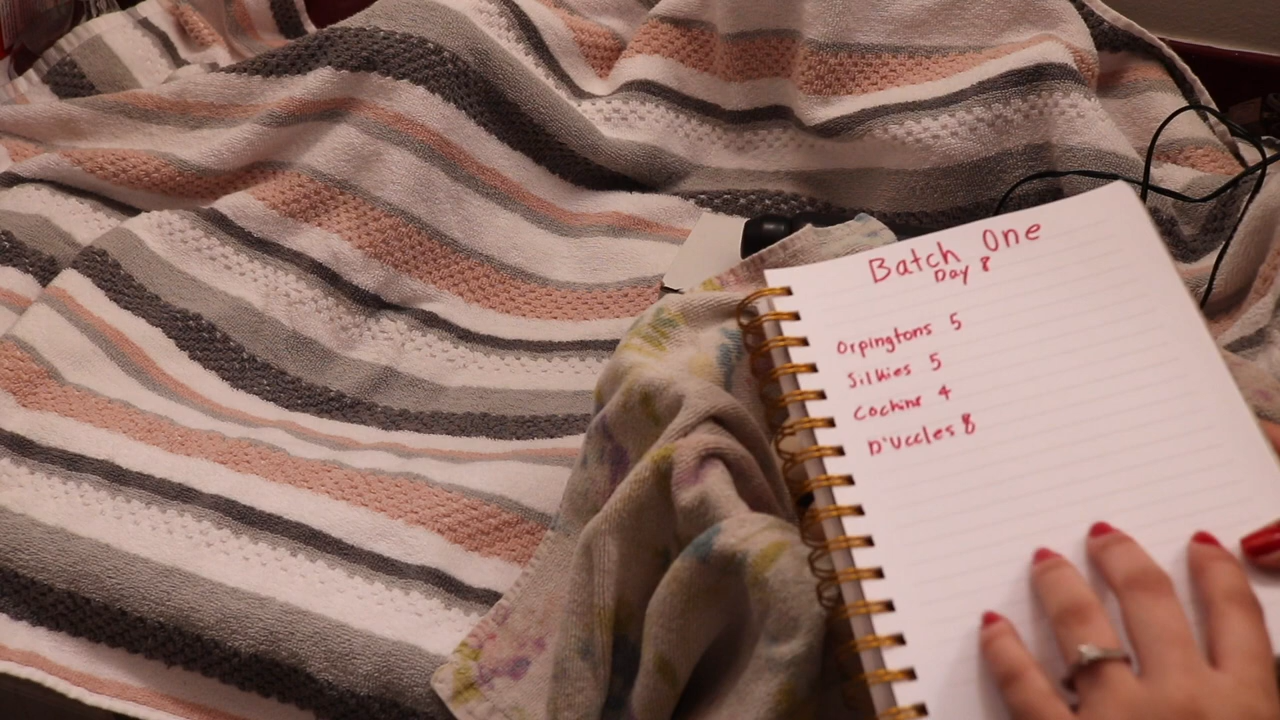 Batch One
Day 8
Orpingtons 5
Silkies 5
Cochins 4
D'Uccles 8